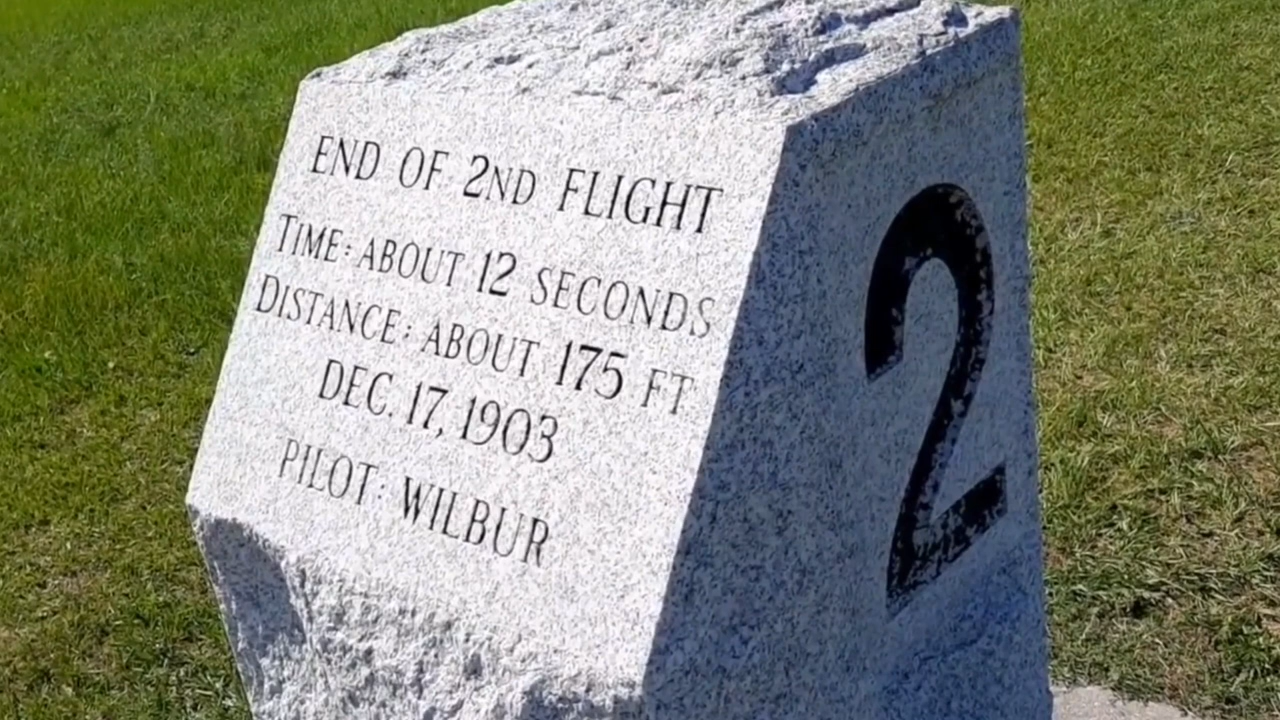 END OF 2ND FLIGHT
TIME: ABOUT 12 SECONDS
DISTANCE: ABOUT 175 FT
DEC. 17, 1903
PILOT: WILBUR
2